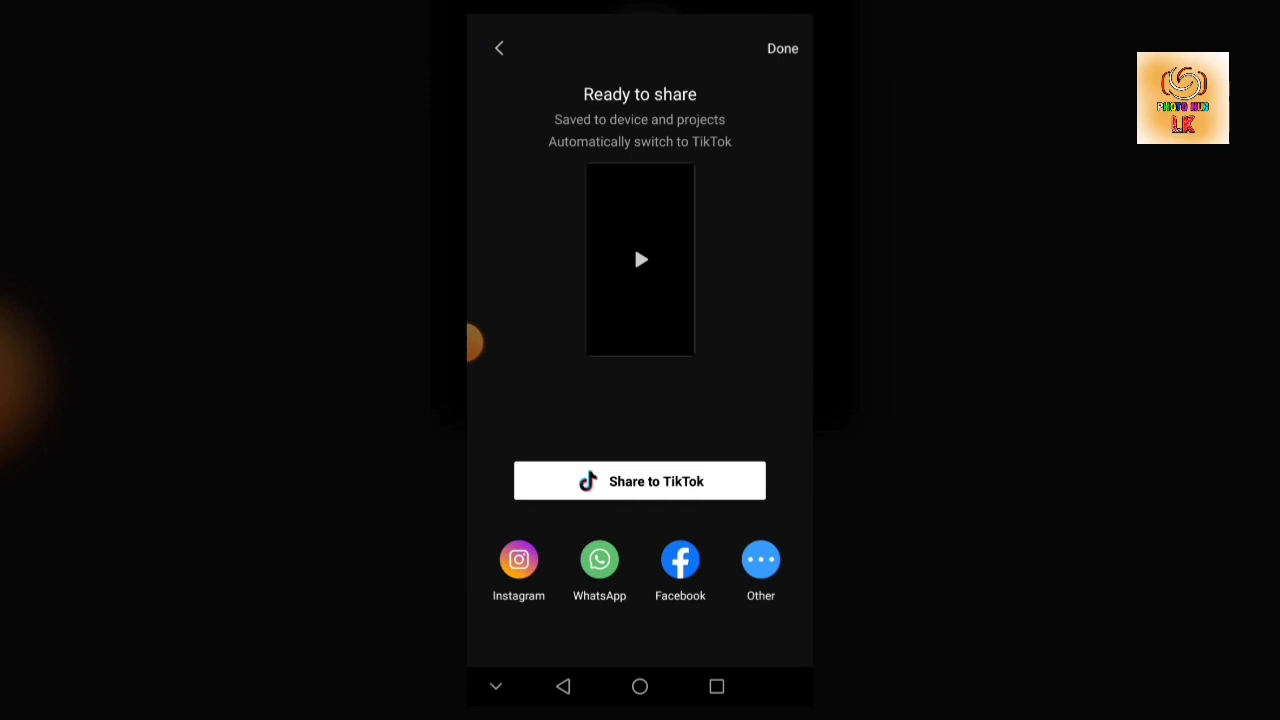 Done
Ready to share
Saved to device and projects
Automatically switch to TikTok
Share to TikTok
Instagram
WhatsApp
Facebook
Other
PHOTO HUB
LK